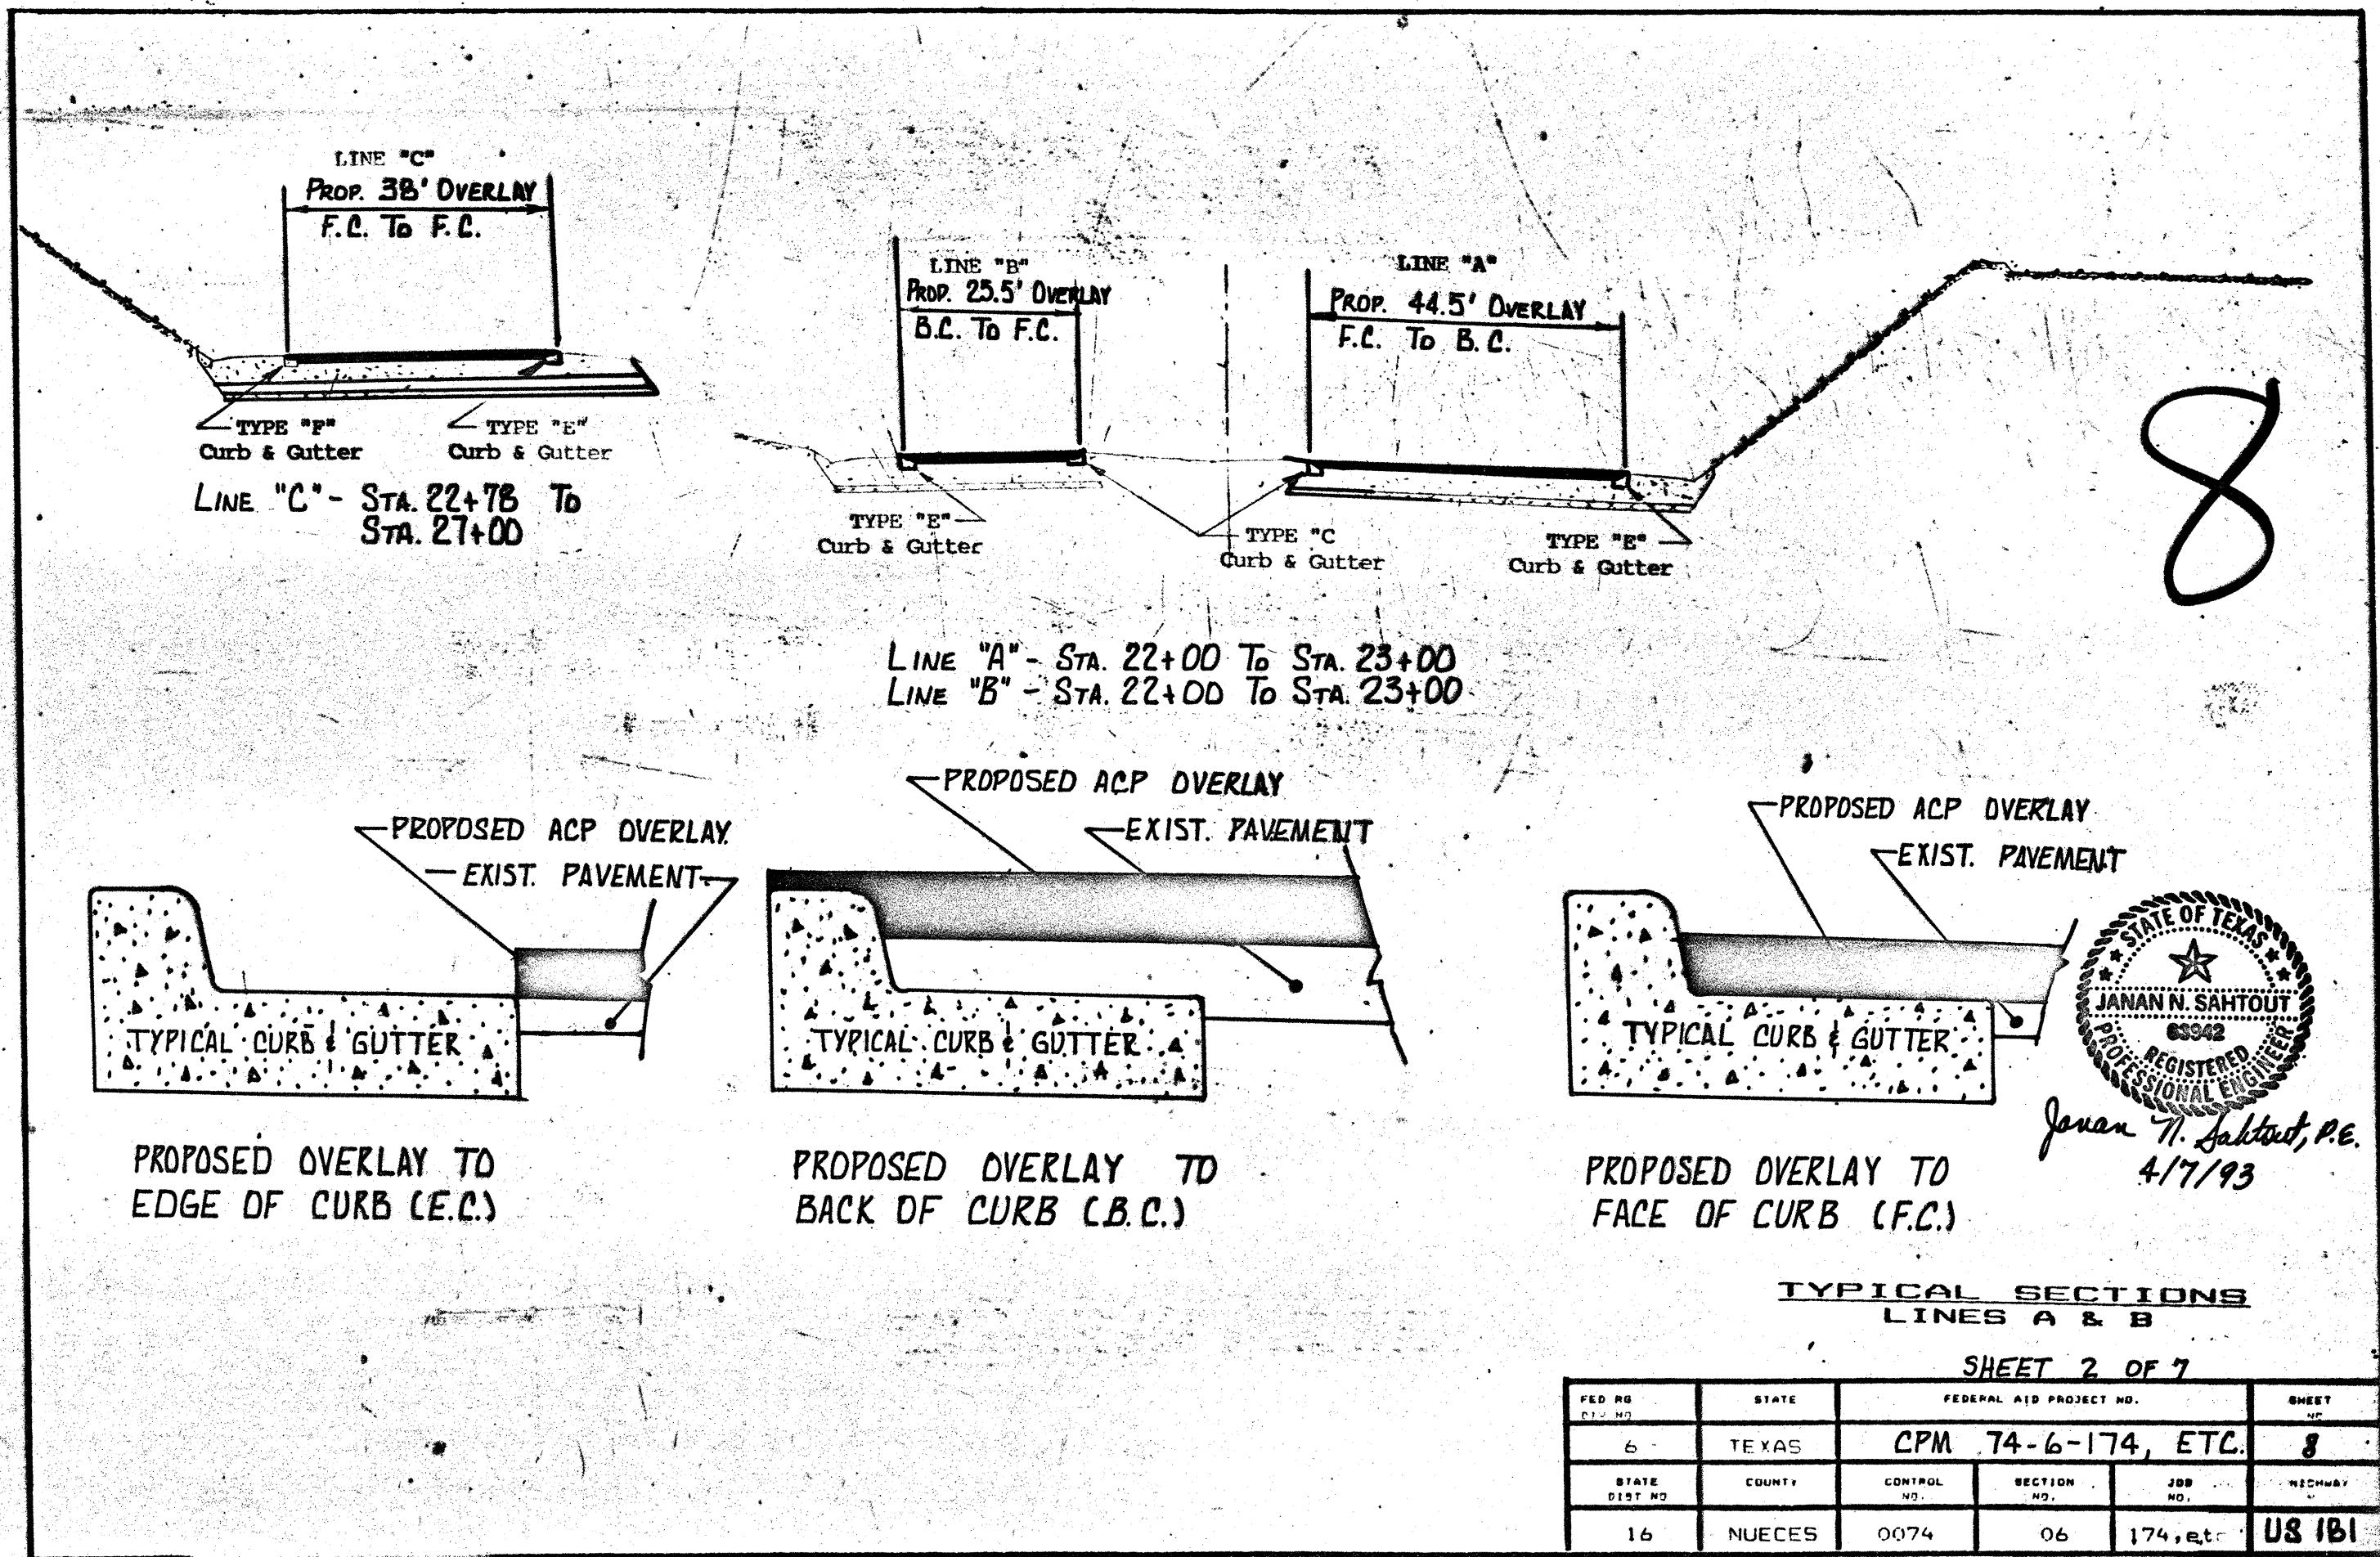 LINE "C"
PROP. 38' OVERLAY
F.C. TO F.C.
TYPE "F"
Curb & Gutter
TYPE "E"
Curb & Gutter
LINE "C" - STA. 22+78 TO
STA. 27+00
LINE "B"
PROP. 25.5' OVERLAY
B.C. TO F.C.
LINE "A"
PROP. 44.5' OVERLAY
F.C. TO B.C.
TYPE "E"
Curb & Gutter
TYPE "C
Curb & Gutter
TYPE "E"
Curb & Gutter
8
LINE "A" - STA. 22+00 TO STA. 23+00
LINE "B" - STA. 22+00 TO STA. 23+00
PROPOSED ACP OVERLAY
EXIST. PAVEMENT
TYPICAL CURB & GUTTER
PROPOSED OVERLAY TO
EDGE OF CURB (E.C.)
PROPOSED ACP OVERLAY
EXIST. PAVEMENT
TYPICAL CURB & GUTTER
PROPOSED OVERLAY TO
BACK OF CURB (B.C.)
PROPOSED ACP OVERLAY
EXIST. PAVEMENT
TYPICAL CURB & GUTTER
PROPOSED OVERLAY TO
FACE OF CURB (F.C.)
STATE OF TEXAS
JANAN N. SAHTOUT
63942
REGISTERED
PROFESSIONAL ENGINEER
Janan N. Sahtout, P.E.
4/7/93
TYPICAL SECTIONS
LINES A & B
SHEET 2 OF 7
FED RG DIV NO STATE FEDERAL AID PROJECT NO. SHEET NO
6 TEXAS CPM 74-6-174, ETC. 8
STATE DIST NO COUNTY CONTROL NO. SECTION NO. JOB NO. HIGHWAY
16 NUECES 0074 06 174, etc US 181